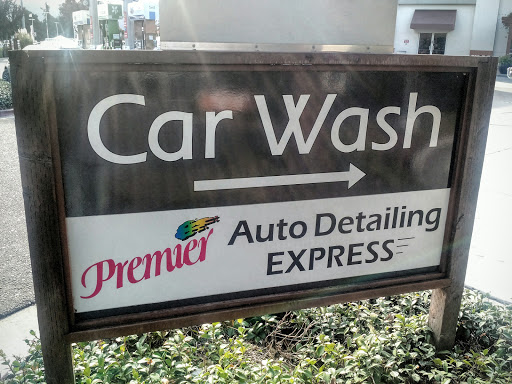 Car Wash
Premier Auto Detailing
EXPRESS